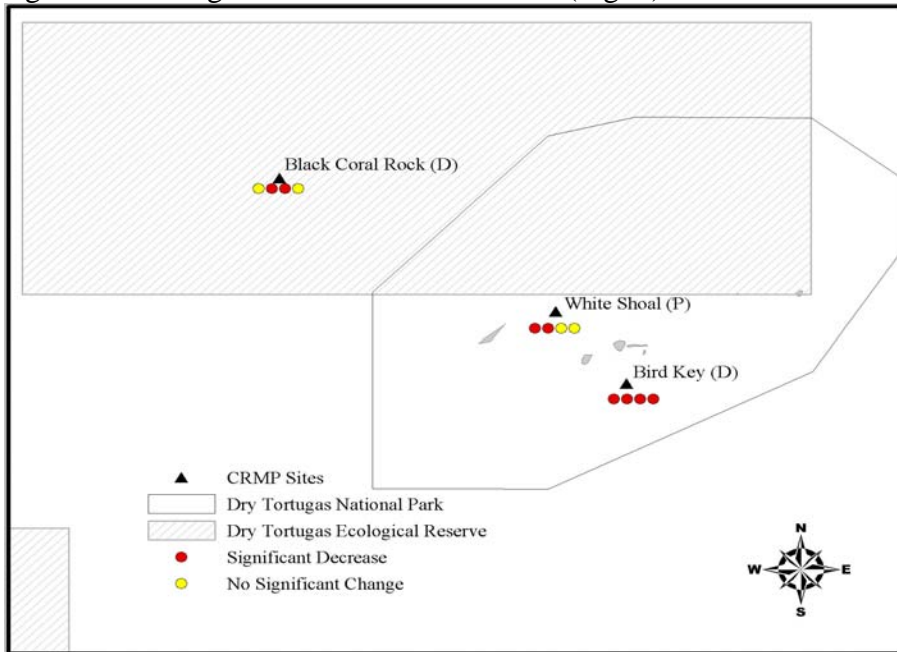 Black Coral Rock (D)
White Shoal (P)
Bird Key (D)
CRMP Sites
Dry Tortugas National Park
Dry Tortugas Ecological Reserve
Significant Decrease
No Significant Change
N
W E
S